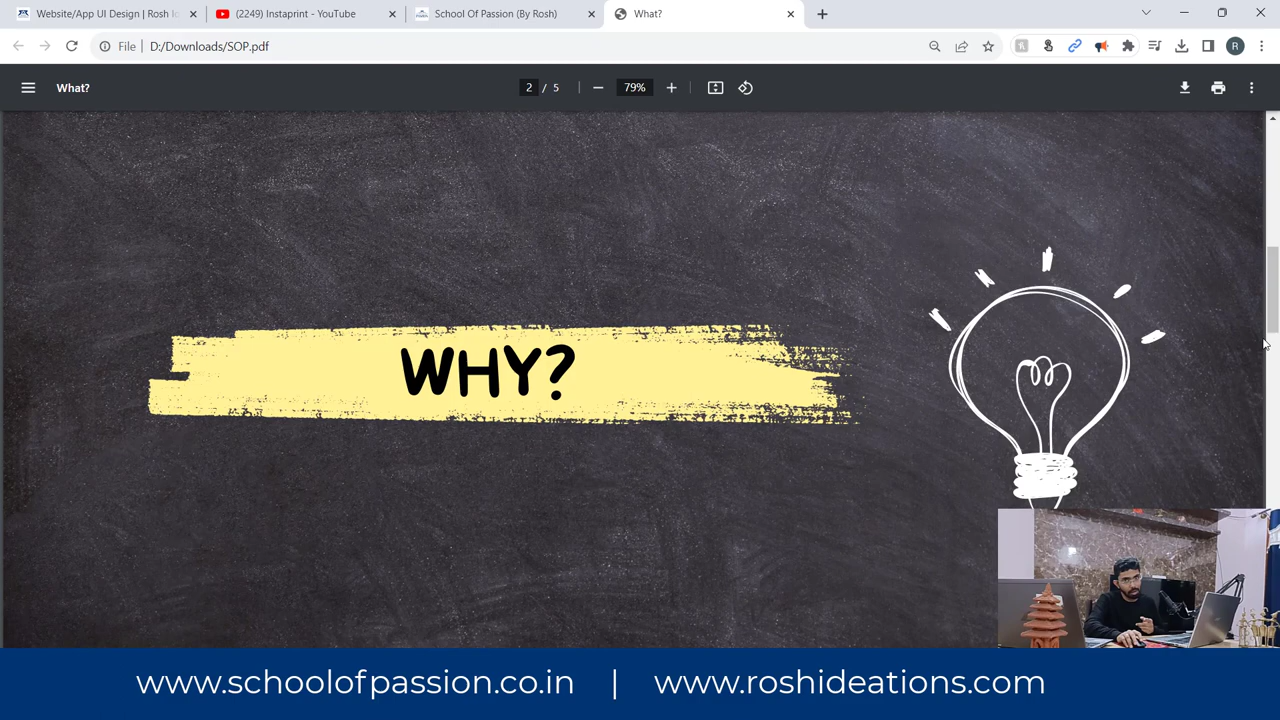 Website/App UI Design | Rosh Ic
(2249) Instaprint - YouTube
School Of Passion (By Rosh)
What?
File
D:/Downloads/SOP.pdf
R
What?
2 / 5
79%
WHY?
www.schoolofpassion.co.in | www.roshideations.com